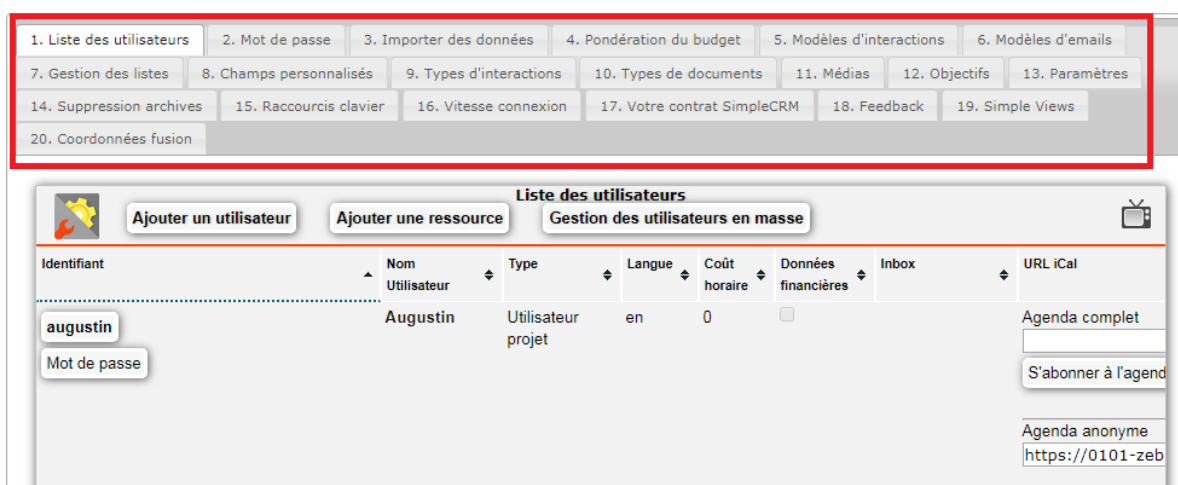 1. Liste des utilisateurs 2. Mot de passe 3. Importer des données 4. Pondération du budget 5. Modèles d'interactions 6. Modèles d'emails
7. Gestion des listes 8. Champs personnalisés 9. Types d'interactions 10. Types de documents 11. Médias 12. Objectifs 13. Paramètres
14. Suppression archives 15. Raccourcis clavier 16. Vitesse connexion 17. Votre contrat SimpleCRM 18. Feedback 19. Simple Views
20. Coordonnées fusion
Liste des utilisateurs
Ajouter un utilisateur Ajouter une ressource Gestion des utilisateurs en masse
Identifiant Nom Type Langue Coût Données Inbox URL iCal
Utilisateur horaire financières
augustin Augustin Utilisateur en 0 Agenda complet
projet
Mot de passe
S'abonner à l'agend
Agenda anonyme
https://0101-zeb